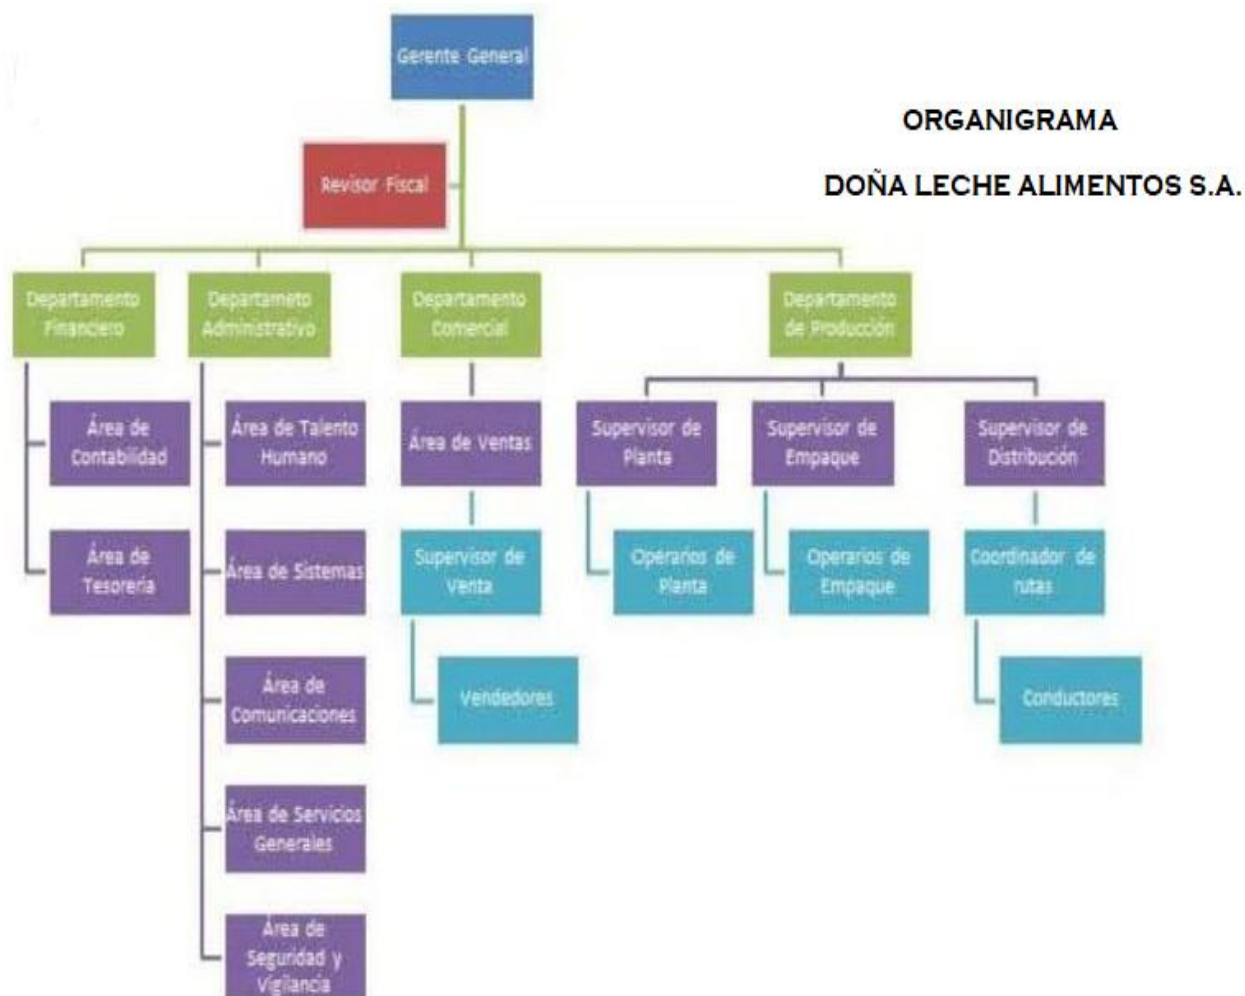 Gerente General
ORGANIGRAMA
DOÑA LECHE ALIMENTOS S.A.
Revisor Fiscal
Departamento
Financiero
Departameto
Administrativo
Departamento
Comercial
Departamento
de Producción
Área de
Contabilidad
Área de Talento
Humano
Área de Ventas
Supervisor de
Planta
Supervisor de
Empaque
Supervisor de
Distribución
Área de
Tesorería
Área de Sistemas
Supervisor de
Venta
Operarios de
Planta
Operarios de
Empaque
Coordinador de
rutas
Área de
Comunicaciones
Vendedores
Conductores
Área de Servicios
Generales
Área de
Seguridad y
Vigilancia